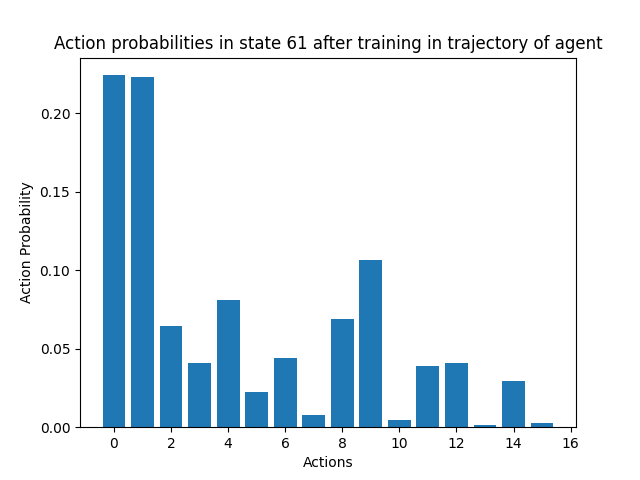 Action probabilities in state 61 after training in trajectory of agent
0.20
0.15
0.10
0.05
0.00
Action Probability
0 2 4 6 8 10 12 14 16
Actions